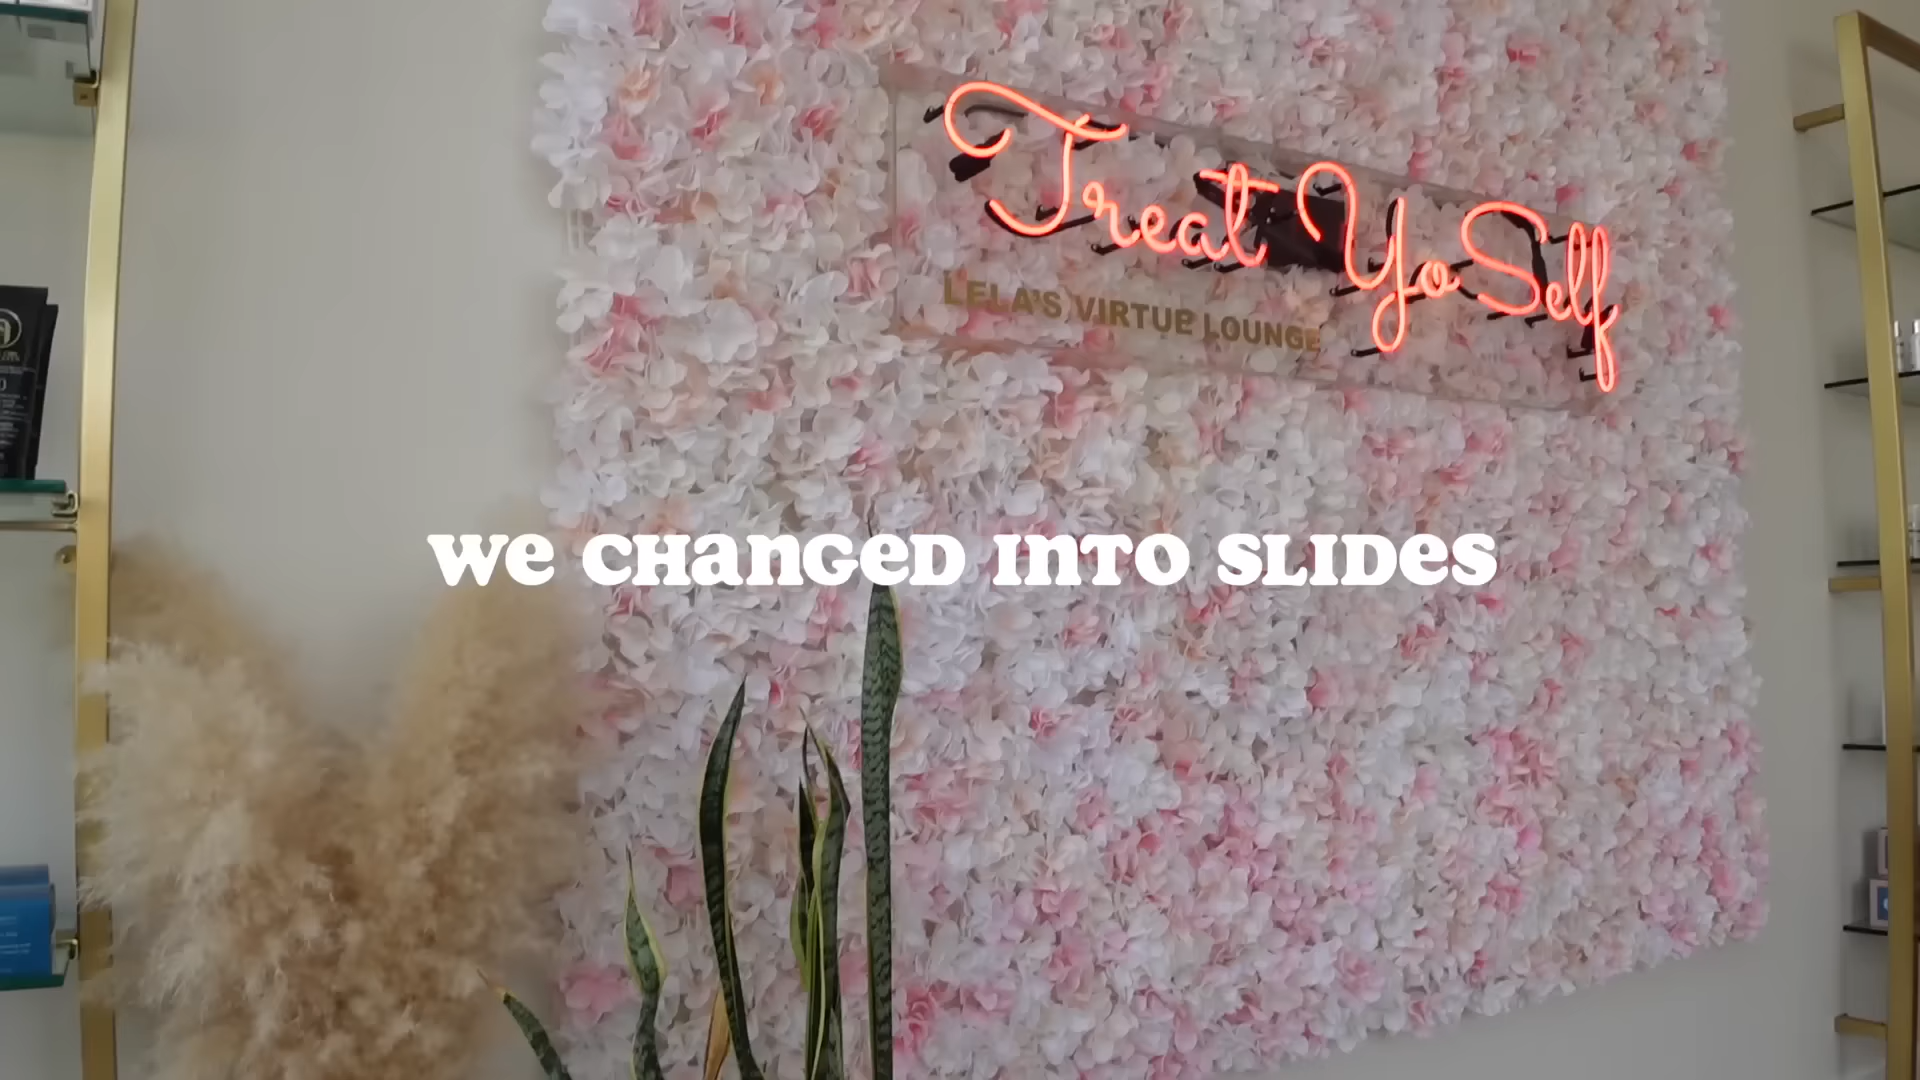 Treat Yo Self
LELA'S VIRTUE LOUNGE
WE CHANGED INTO SLIDES